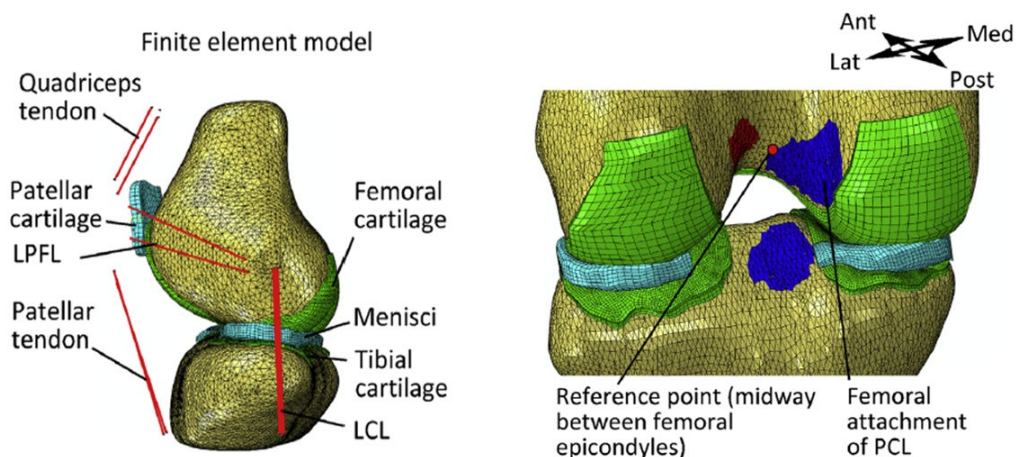 Finite element model
Quadriceps
tendon
Patellar
cartilage
LPFL
Patellar
tendon
Femoral
cartilage
Menisci
Tibial
cartilage
LCL
Ant
Med
Lat
Post
Reference point (midway
between femoral
epicondyles)
Femoral
attachment
of PCL